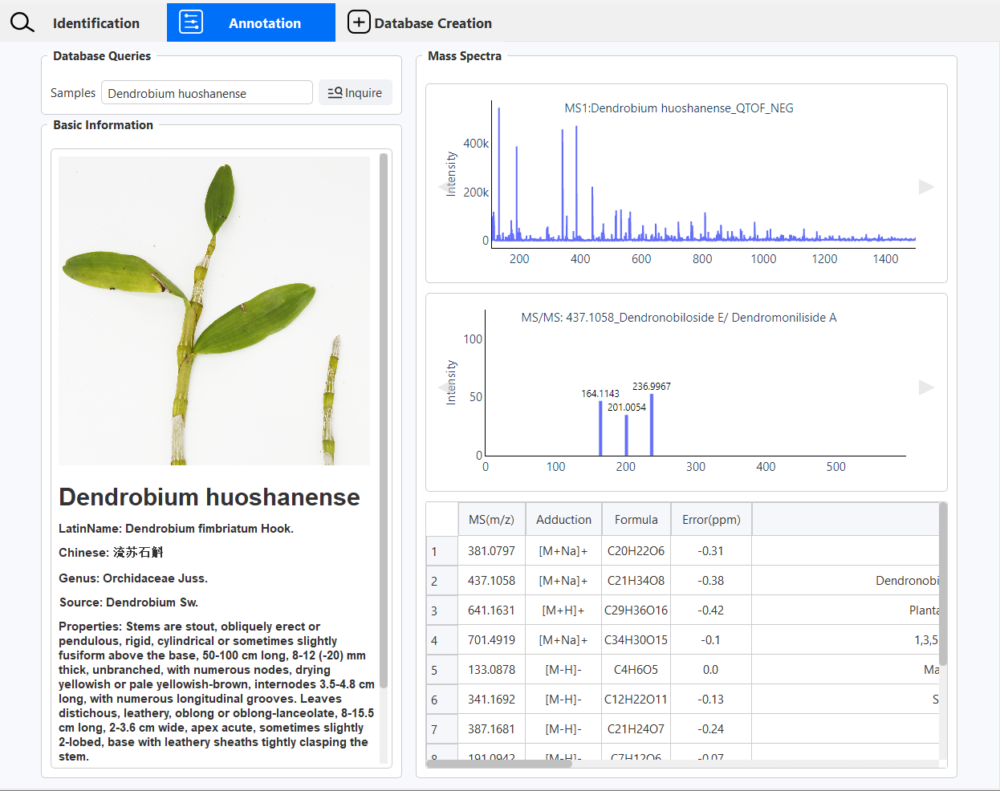 Identification
Annotation
Database Creation
Database Queries
Samples
Dendrobium huoshanense
Inquire
Basic Information
Dendrobium huoshanense
LatinName: Dendrobium fimbriatum Hook.
Chinese: 流苏石斛
Genus: Orchidaceae Juss.
Source: Dendrobium Sw.
Properties: Stems are stout, obliquely erect or
pendulous, rigid, cylindrical or sometimes slightly
fusiform above the base, 50-100 cm long, 8-12 (-20) mm
thick, unbranched, with numerous nodes, drying
yellowish or pale yellowish-brown, internodes 3.5-4.8 cm
long, with numerous longitudinal grooves. Leaves
distichous, leathery, oblong or oblong-lanceolate, 8-15.5
cm long, 2-3.6 cm wide, apex acute, sometimes slightly
2-lobed, base with leathery sheaths tightly clasping the
stem.
Mass Spectra
MS1:Dendrobium huoshanense_QTOF_NEG
Intensity
400k
200k
0
200 400 600 800 1000 1200 1400
MS/MS: 437.1058_Dendronobiloside E/ Dendromoniliside A
Intensity
100
50
0
164.1143
201.0054
236.9967
0 100 200 300 400 500
MS(m/z) Adduction Formula Error(ppm)
1 381.0797 [M+Na]+ C20H22O6 -0.31
2 437.1058 [M+Na]+ C21H34O8 -0.38 Dendronobi
3 641.1631 [M+H]+ C29H36O16 -0.42 Planta
4 701.4919 [M+Na]+ C34H30O15 -0.1 1,3,5
5 133.0878 [M-H]- C4H6O5 0.0 Ma
6 341.1692 [M-H]- C12H22O11 -0.13 S
7 387.1681 [M-H]- C21H24O7 -0.24
8 191.0942 [M-H]- C7H12O6 -0.07